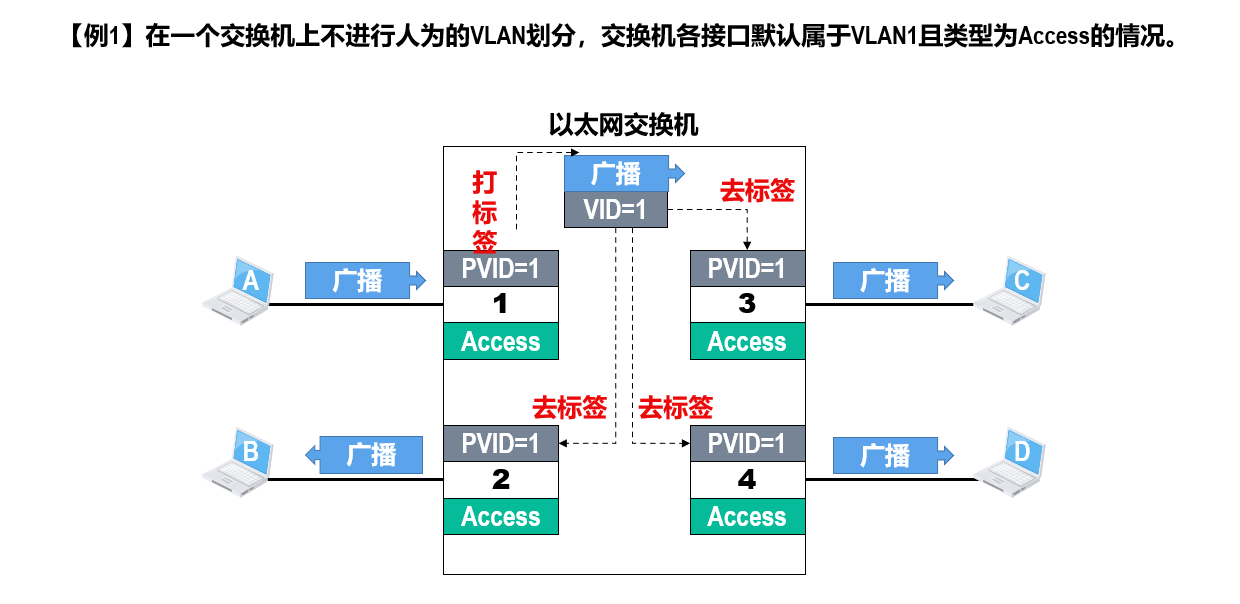 【例1】在一个交换机上不进行人为的VLAN划分，交换机各接口默认属于VLAN1且类型为Access的情况。
以太网交换机
打标签
广播
VID=1
去标签
A
广播
PVID=1
1
Access
PVID=1
3
Access
广播
C
去标签
去标签
B
广播
PVID=1
2
Access
PVID=1
4
Access
广播
D